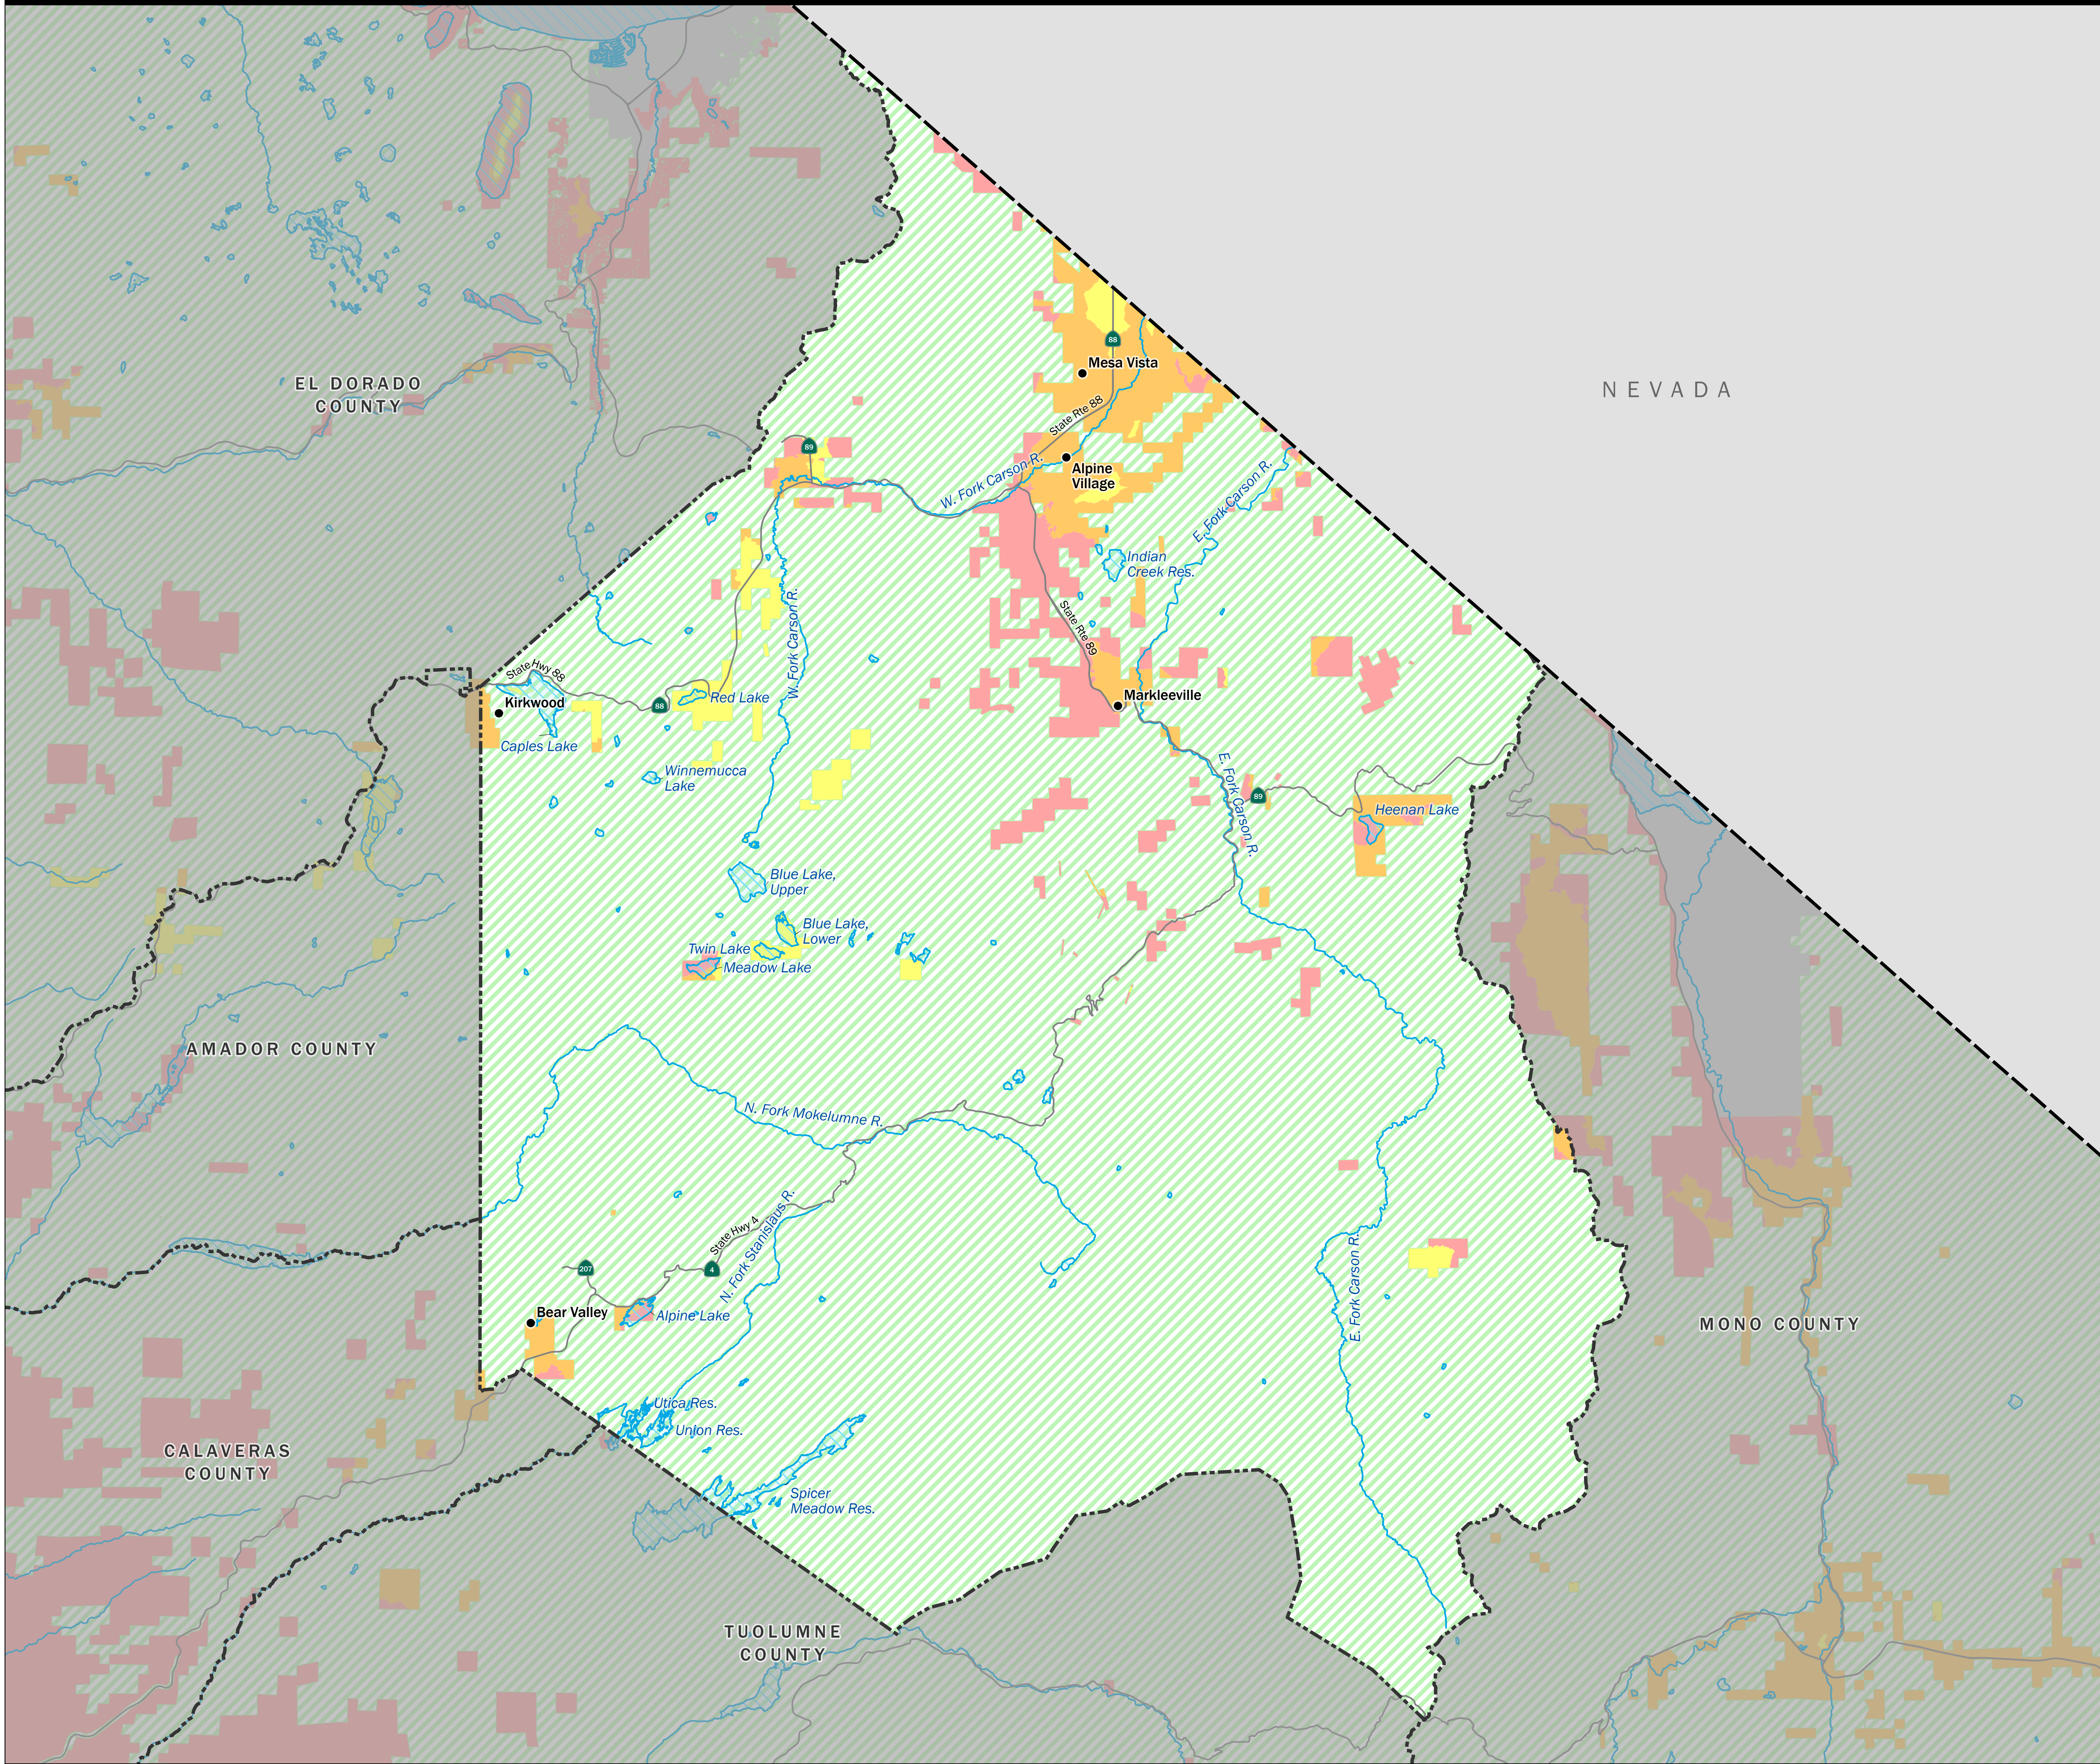 EL DORADO
COUNTY
NEVADA
88
Mesa Vista
State Rte 88
89
Alpine
Village
W. Fork Carson R.
E. Fork Carson R.
Indian
Creek Res.
State Rte 89
W. Fork Carson R.
State Hwy 88
Kirkwood
88
Red Lake
Markleeville
Caples Lake
Winnemucca
Lake
E. Fork Carson R.
89
Heenan Lake
Blue Lake,
Upper
Blue Lake,
Lower
Twin Lake
Meadow Lake
AMADOR COUNTY
N. Fork Mokelumne R.
State Hwy 4
N. Fork Stanislaus R.
207
4
E. Fork Carson R.
Bear Valley
Alpine Lake
MONO COUNTY
Utica Res.
Union Res.
CALAVERAS
COUNTY
Spicer
Meadow Res.
TUOLUMNE
COUNTY